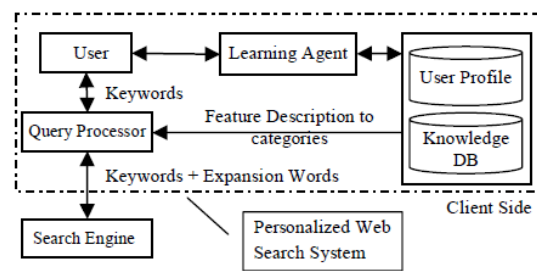 User
Learning Agent
User Profile
Keywords
Feature Description to
categories
Query Processor
Knowledge
DB
Keywords + Expansion Words
Client Side
Search Engine
Personalized Web
Search System